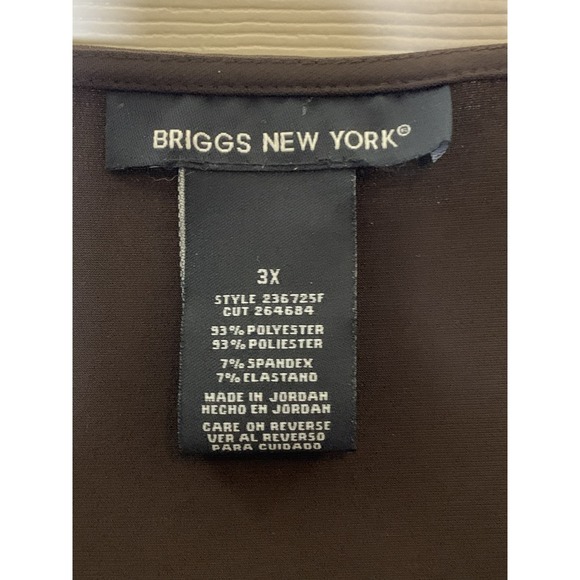 BRIGGS NEW YORK®
3X
STYLE 236725F
CUT 264684
93% POLYESTER
93% POLIESTER
7% SPANDEX
7% ELASTANO
MADE IN JORDAN
HECHO EN JORDAN
CARE ON REVERSE
VER AL REVERSO
PARA CUIDADO